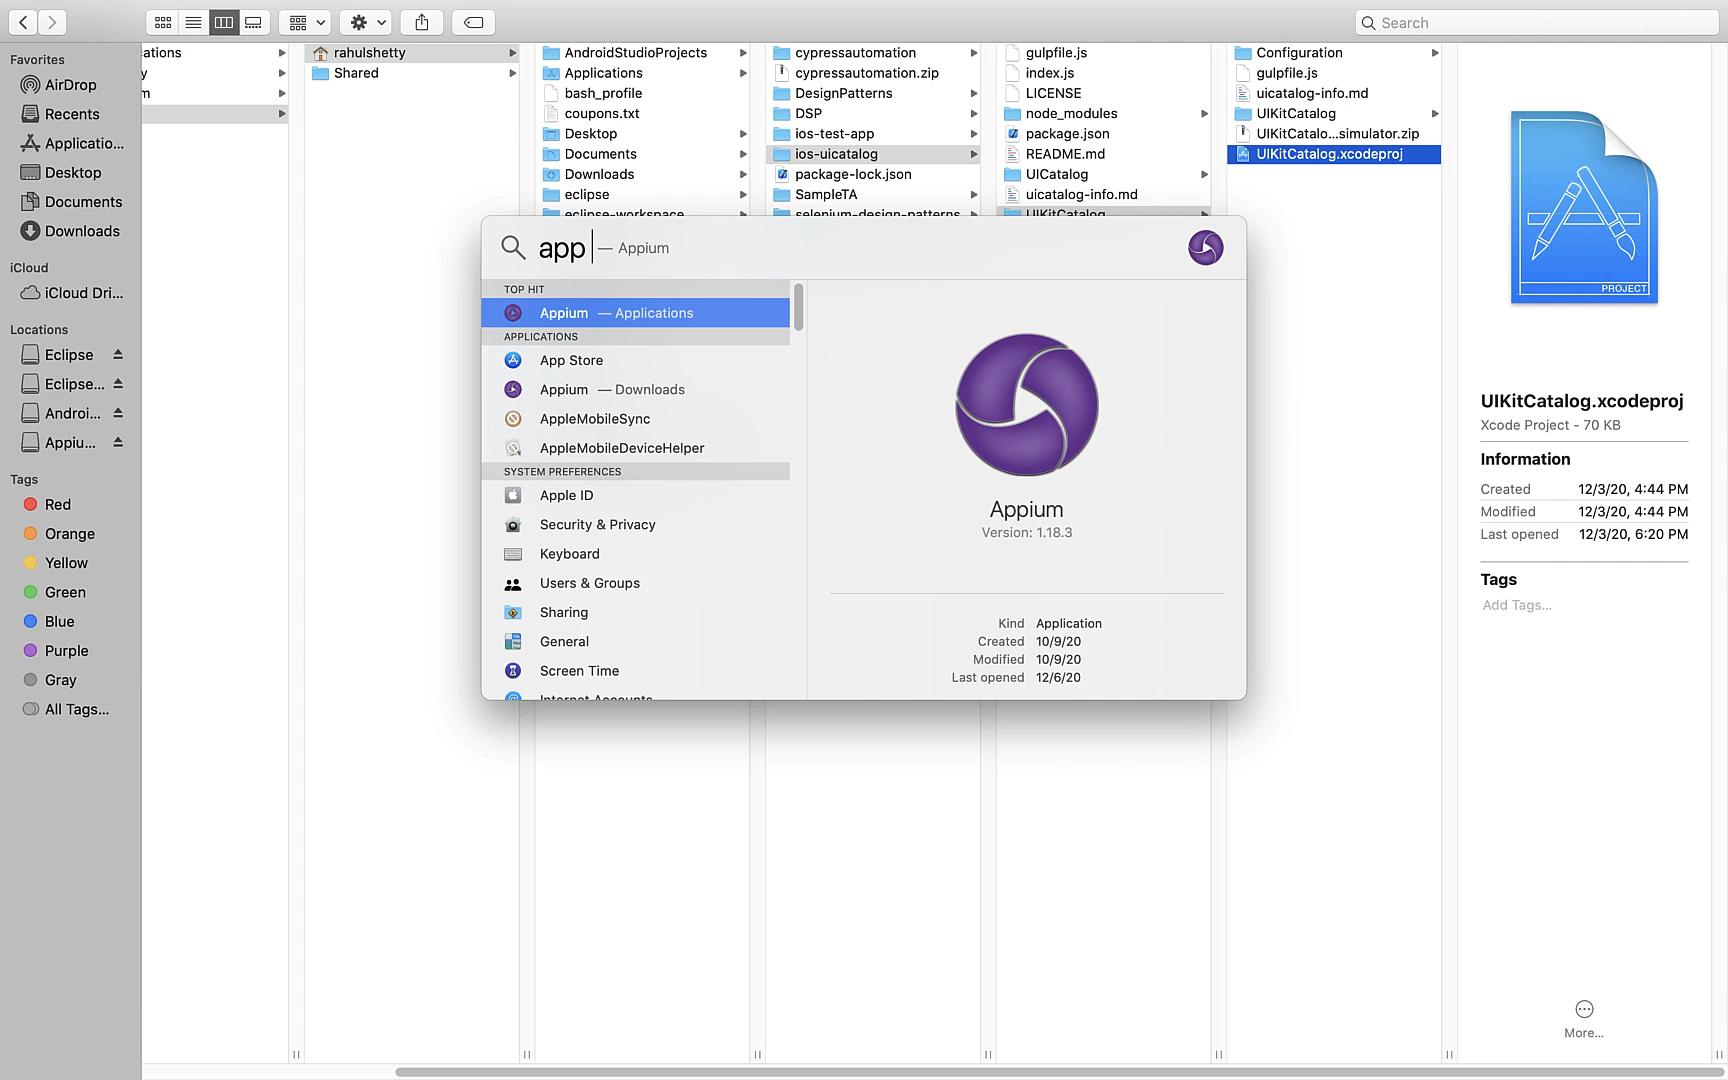 Search
Favorites
AirDrop
Recents
Applicatio...
Desktop
Documents
Downloads
iCloud
iCloud Dri...
Locations
Eclipse
Eclipse...
Androi...
Appiu...
Tags
Red
Orange
Yellow
Green
Blue
Purple
Gray
All Tags...
ations
y
m
rahulshetty
Shared
AndroidStudioProjects
Applications
bash_profile
coupons.txt
Desktop
Documents
Downloads
eclipse
eclipse-workspace
cypressautomation
cypressautomation.zip
DesignPatterns
DSP
ios-test-app
ios-uicatalog
package-lock.json
SampleTA
selenium-design-patterns
gulpfile.js
index.js
LICENSE
node_modules
package.json
README.md
UICatalog
uicatalog-info.md
UIKitCatalog
Configuration
gulpfile.js
uicatalog-info.md
UIKitCatalog
UIKitCatalo...simulator.zip
UIKitCatalog.xcodeproj
app — Appium
TOP HIT
Appium — Applications
APPLICATIONS
App Store
Appium — Downloads
AppleMobileSync
AppleMobileDeviceHelper
SYSTEM PREFERENCES
Apple ID
Security & Privacy
Keyboard
Users & Groups
Sharing
General
Screen Time
Internet Accounts
Appium
Version: 1.18.3
Kind Application
Created 10/9/20
Modified 10/9/20
Last opened 12/6/20
PROJECT
UIKitCatalog.xcodeproj
Xcode Project - 70 KB
Information
Created 12/3/20, 4:44 PM
Modified 12/3/20, 4:44 PM
Last opened 12/3/20, 6:20 PM
Tags
Add Tags...
More...